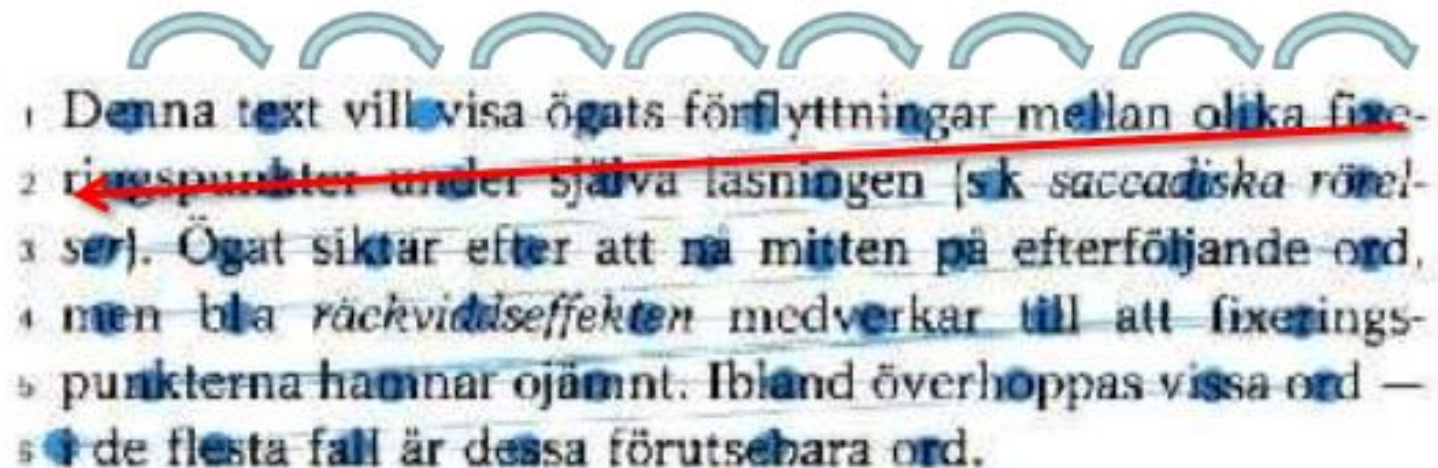 1 Denna text vill visa ögats förflyttningar mellan olika fixe-
2 ringspunkter under själva läsningen (sk saccadiska rörel-
3 ser). Ögat siktar efter att nå mitten på efterföljande ord,
4 men bla räckviddseffekten medverkar till att fixerings-
5 punkterna hamnar ojämnt. Ibland överhoppas vissa ord —
6 i de flesta fall är dessa förutsebara ord.